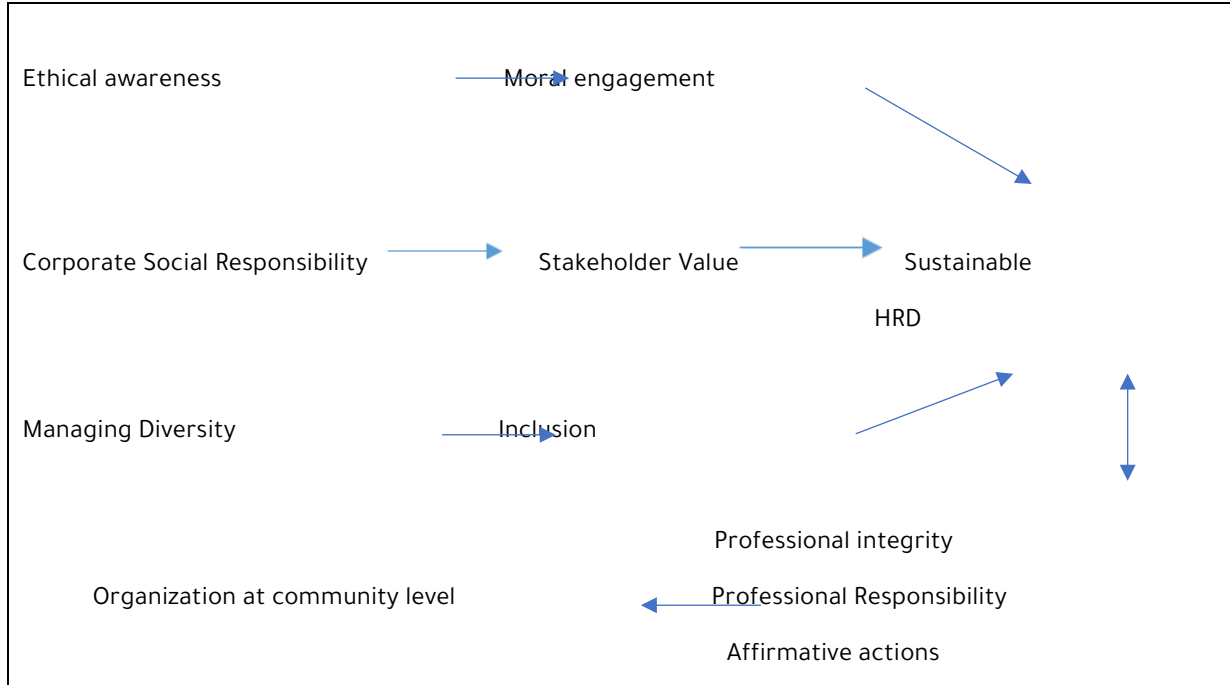 Ethical awareness Moral engagement
Corporate Social Responsibility Stakeholder Value Sustainable
HRD
Managing Diversity Inclusion
Professional integrity
Organization at community level Professional Responsibility
Affirmative actions